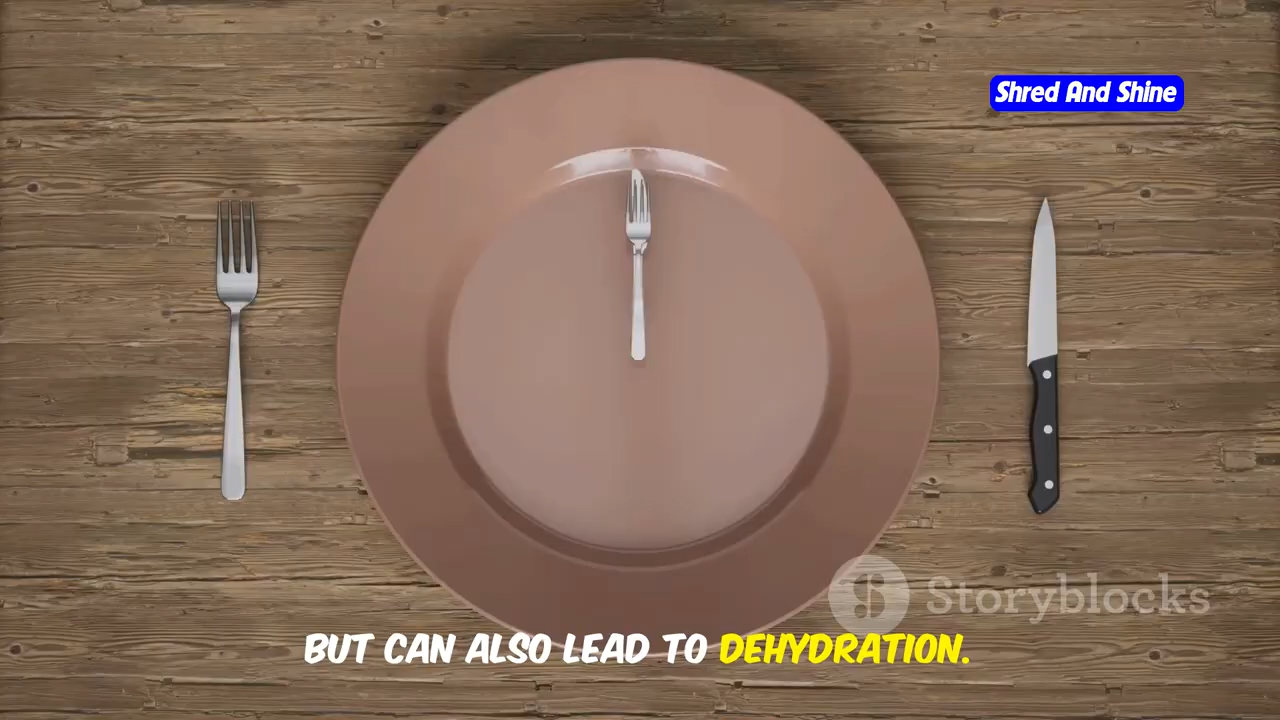 Shred And Shine
Storyblocks
BUT CAN ALSO LEAD TO DEHYDRATION.